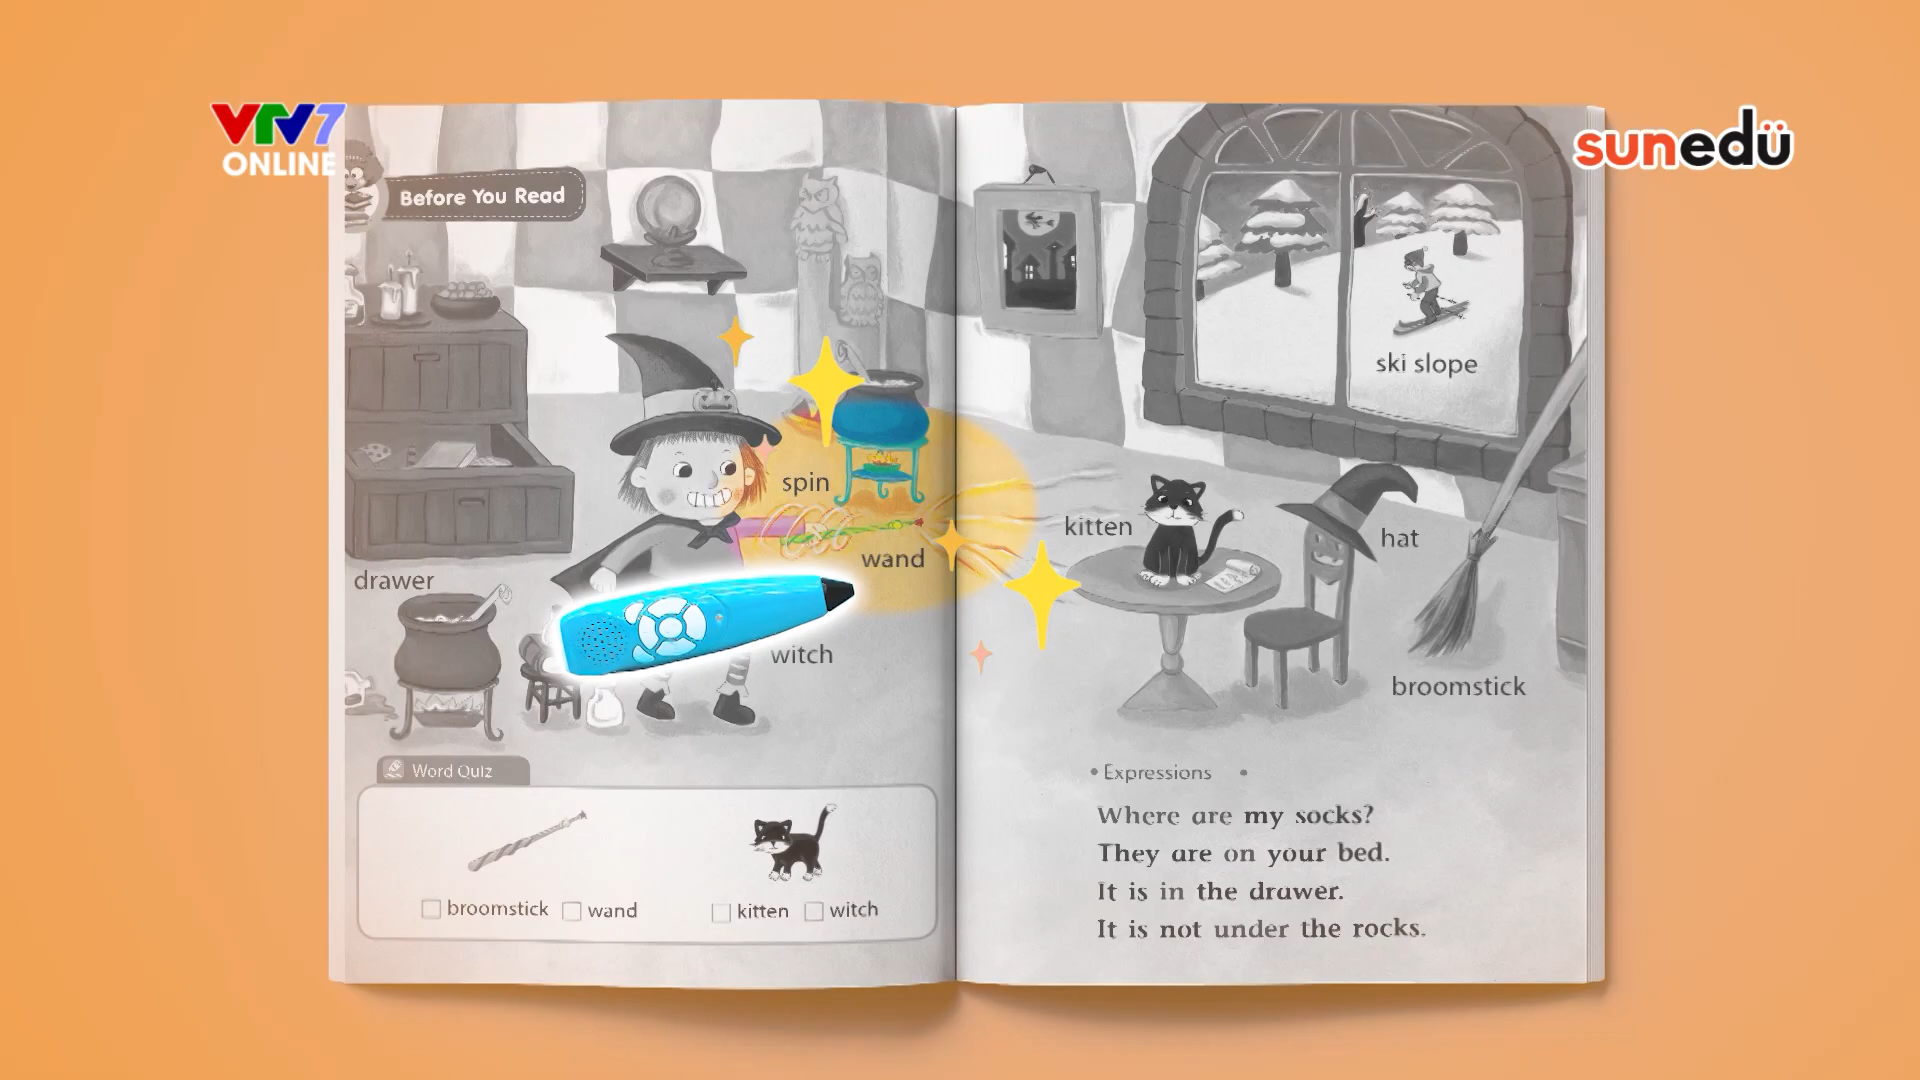 VTV7
ONLINE
sunedu
Before You Read
ski slope
spin
kitten
hat
wand
drawer
witch
broomstick
Word Quiz
broomstick wand kitten witch
• Expressions •
Where are my socks?
They are on your bed.
It is in the drawer.
It is not under the rocks.